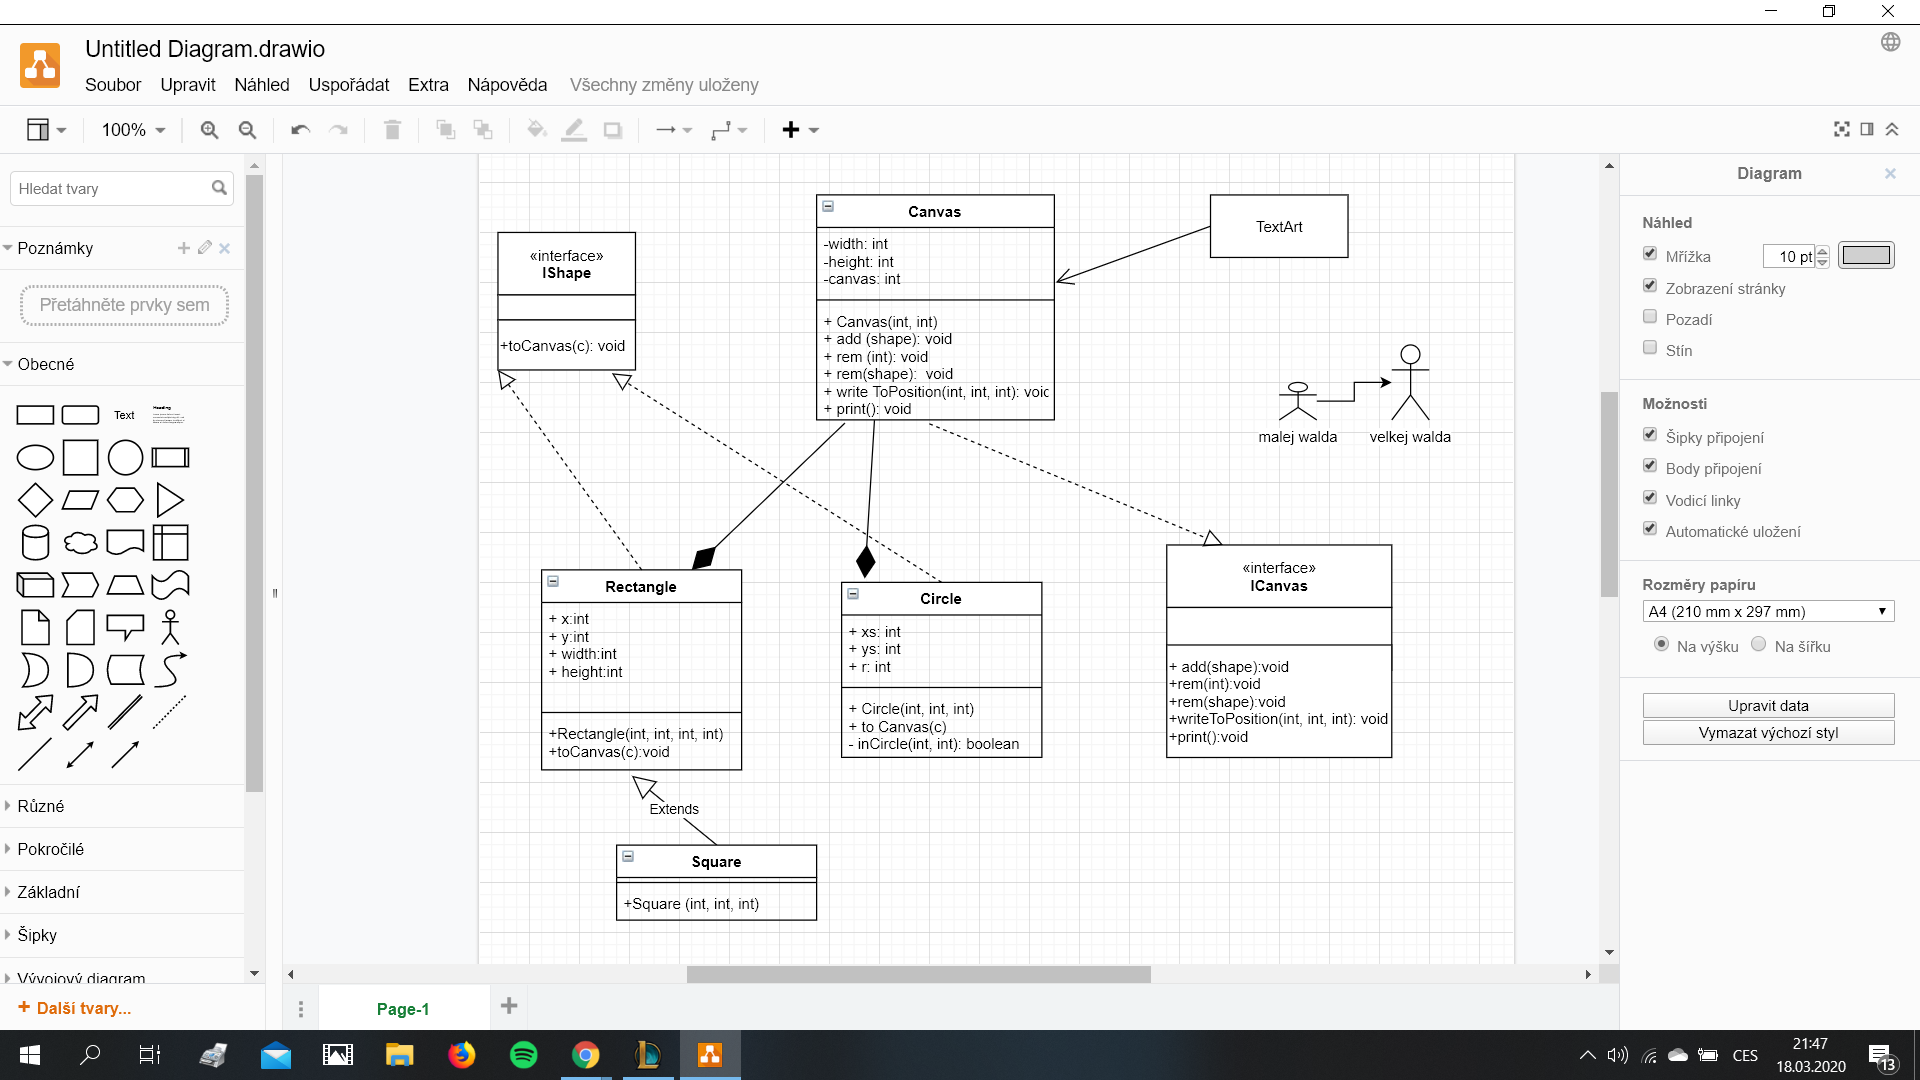 Untitled Diagram.drawio
Soubor Upravit Náhled Uspořádat Extra Nápověda Všechny změny uloženy
100%
Hledat tvary
Poznámky
Přetáhněte prvky sem
Obecné
Text
Heading
Různé
Pokročilé
Základní
Šipky
Vývojový diagram
+ Další tvary...
«interface»
IShape
+toCanvas(c): void
Canvas
-width: int
-height: int
-canvas: int
+ Canvas(int, int)
+ add (shape): void
+ rem (int): void
+ rem(shape):  void
+ write ToPosition(int, int, int): void
+ print(): void
TextArt
malej walda
velkej walda
Rectangle
+ x:int
+ y:int
+ width:int
+ height:int
+Rectangle(int, int, int, int)
+toCanvas(c):void
Circle
+ xs: int
+ ys: int
+ r: int
+ Circle(int, int, int)
+ to Canvas(c)
- inCircle(int, int): boolean
«interface»
ICanvas
+ add(shape):void
+rem(int):void
+rem(shape):void
+writeToPosition(int, int, int): void
+print():void
Extends
Square
+Square (int, int, int)
Page-1
Diagram
Náhled
Mřížka 10 pt
Zobrazení stránky
Pozadí
Stín
Možnosti
Šipky připojení
Body připojení
Vodicí linky
Automatické uložení
Rozměry papíru
A4 (210 mm x 297 mm)
Na výšku Na šířku
Upravit data
Vymazat výchozí styl
CES
21:47
18.03.2020
13